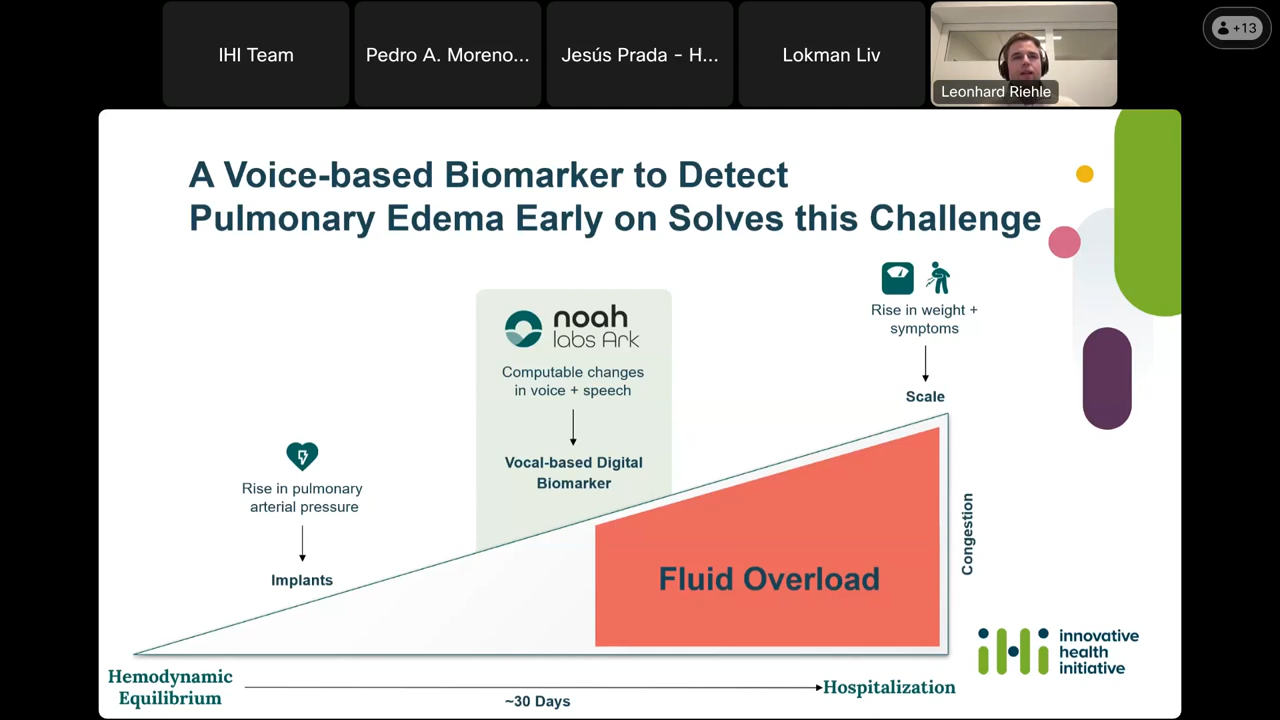 IHI Team
Pedro A. Moreno...
Jesús Prada - H...
Lokman Liv
Leonhard Riehle
+13
A Voice-based Biomarker to Detect
Pulmonary Edema Early on Solves this Challenge
noah
labs Ark
Computable changes
in voice + speech
Vocal-based Digital
Biomarker
Rise in weight +
symptoms
Scale
Rise in pulmonary
arterial pressure
Implants
Fluid Overload
Congestion
Hemodynamic
Equilibrium
~30 Days
Hospitalization
iHi
innovative
health
initiative